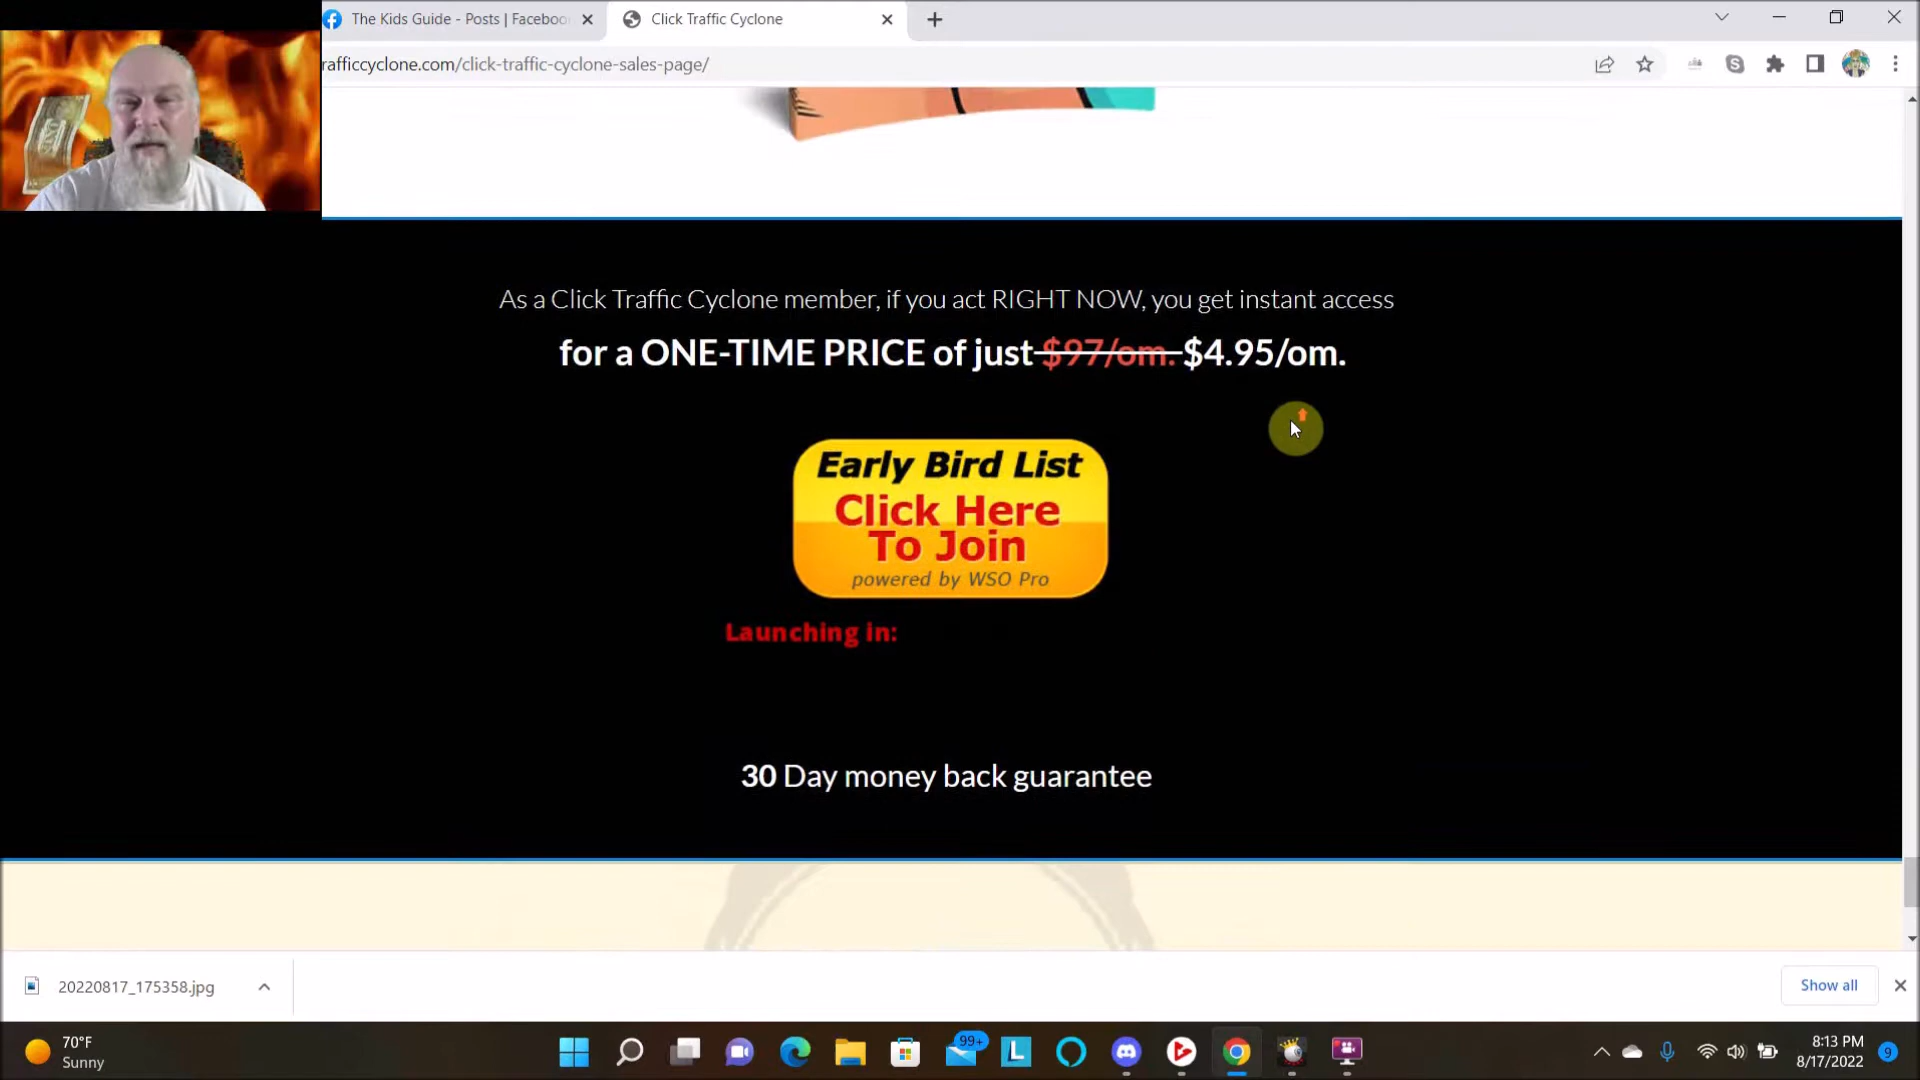 The Kids Guide - Posts | Faceboo
Click Traffic Cyclone
rafficcyclone.com/click-traffic-cyclone-sales-page/
As a Click Traffic Cyclone member, if you act RIGHT NOW, you get instant access
for a ONE-TIME PRICE of just $97/om. $4.95/om.
Early Bird List
Click Here
To Join
powered by WSO Pro
Launching in:
30 Day money back guarantee
20220817_175358.jpg
Show all
70°F
Sunny
99+
L
8:13 PM
8/17/2022
9